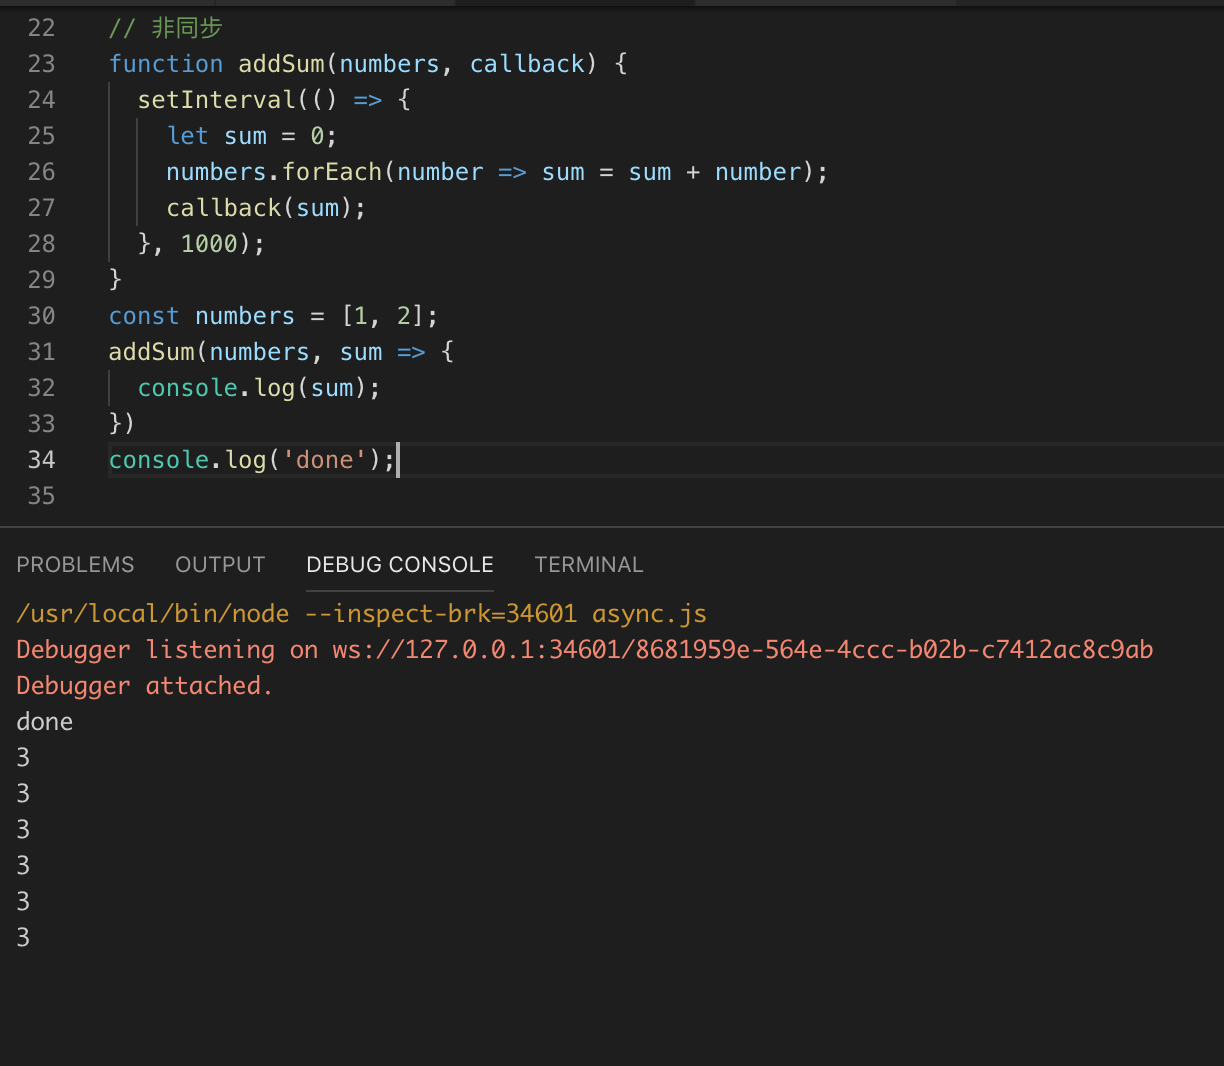 22 // 非同步
23 function addSum(numbers, callback) {
24 setInterval(() => {
25 let sum = 0;
26 numbers.forEach(number => sum = sum + number);
27 callback(sum);
28 }, 1000);
29 }
30 const numbers = [1, 2];
31 addSum(numbers, sum => {
32 console.log(sum);
33 })
34 console.log('done');
35
PROBLEMS OUTPUT DEBUG CONSOLE TERMINAL
/usr/local/bin/node --inspect-brk=34601 async.js
Debugger listening on ws://127.0.0.1:34601/8681959e-564e-4ccc-b02b-c7412ac8c9ab
Debugger attached.
done
3
3
3
3
3
3